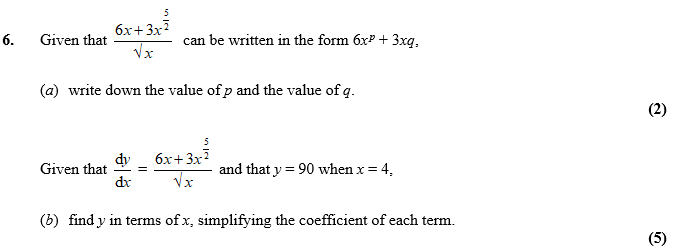 6. Given that (6x + 3x^(5/2))/√x can be written in the form 6x^p + 3xq,
(a) write down the value of p and the value of q.
(2)
Given that dy/dx = (6x + 3x^(5/2))/√x and that y = 90 when x = 4,
(b) find y in terms of x, simplifying the coefficient of each term.
(5)